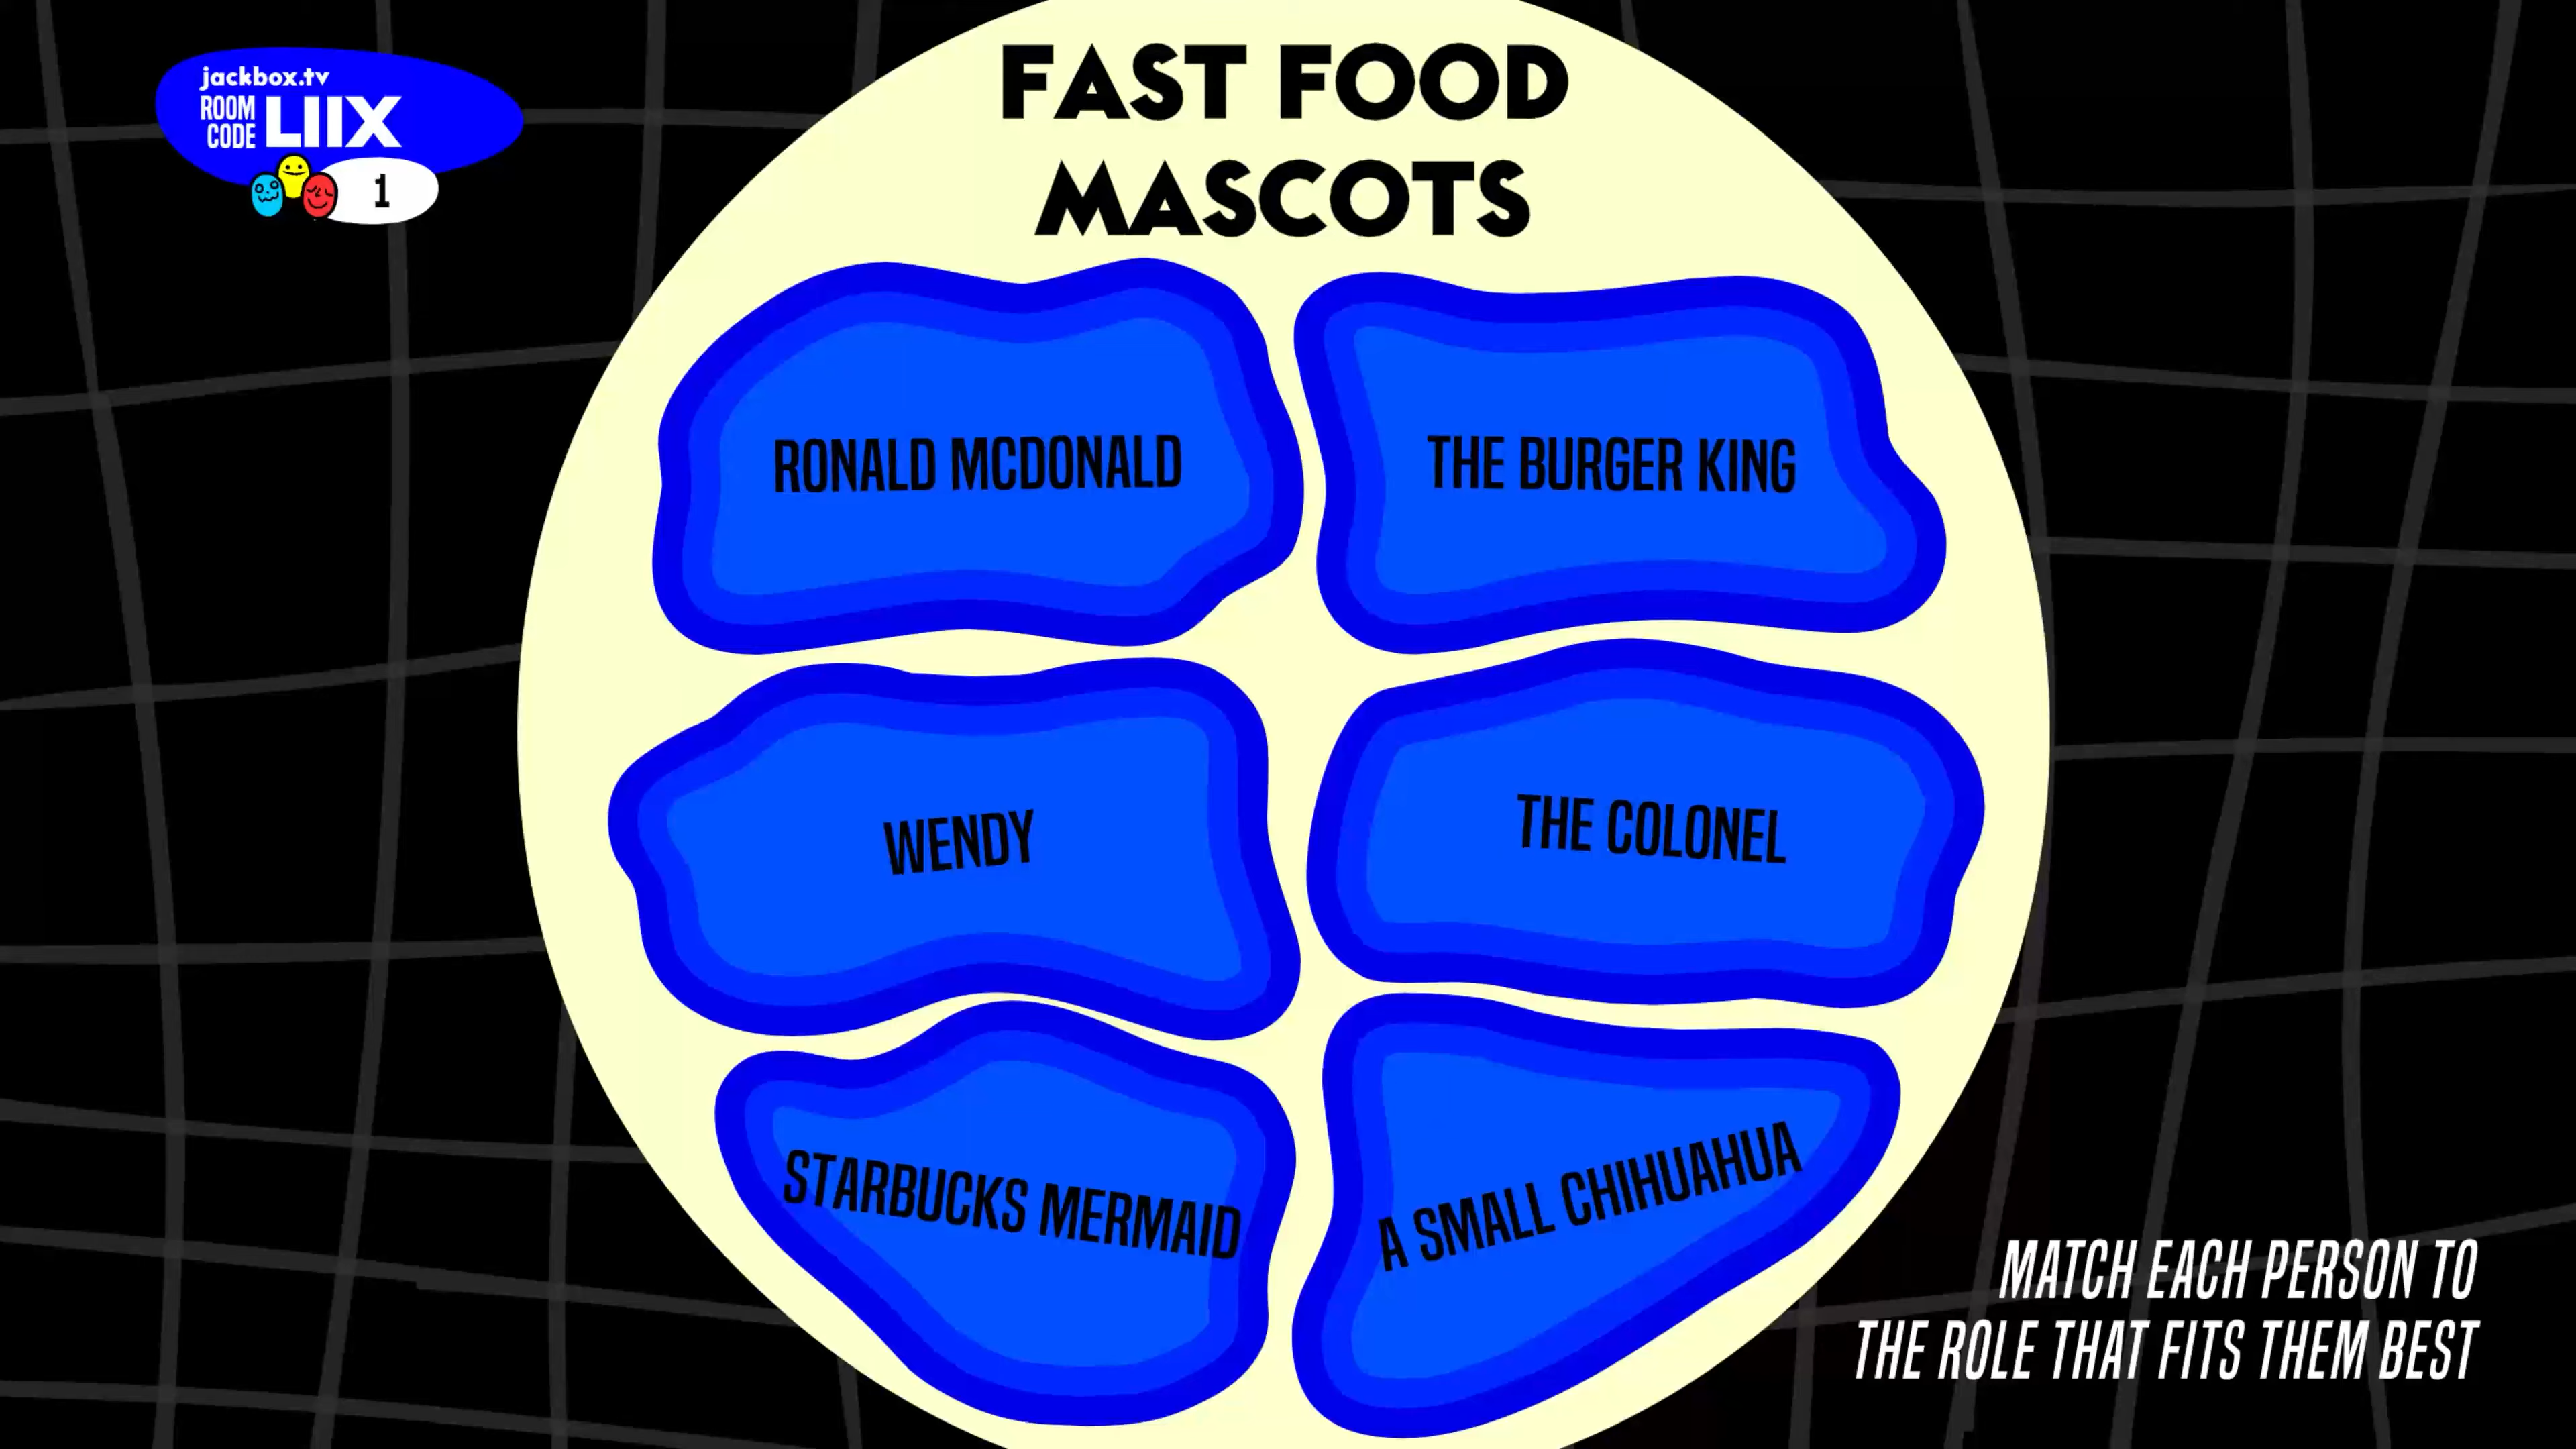 jackbox.tv
ROOM
CODE
LIIX
1
FAST FOOD
MASCOTS
RONALD MCDONALD
THE BURGER KING
WENDY
THE COLONEL
STARBUCKS MERMAID
A SMALL CHIHUAHUA
MATCH EACH PERSON TO
THE ROLE THAT FITS THEM BEST